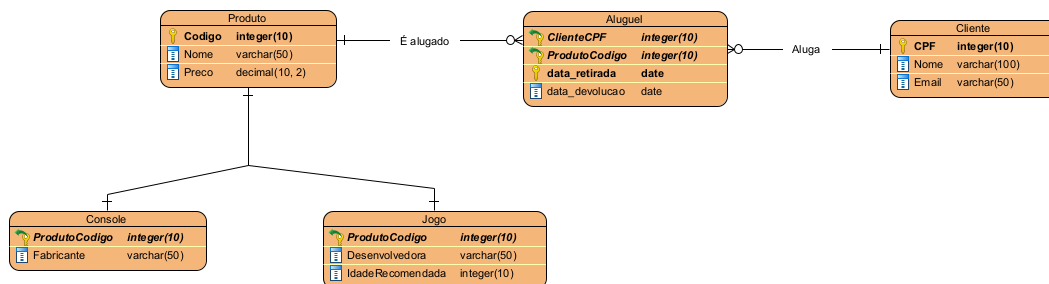 Produto
Codigo integer(10)
Nome varchar(50)
Preco decimal(10, 2)
É alugado
Aluguel
ClienteCPF integer(10)
ProdutoCodigo integer(10)
data_retirada date
data_devolucao date
Aluga
Cliente
CPF integer(10)
Nome varchar(100)
Email varchar(50)
Console
ProdutoCodigo integer(10)
Fabricante varchar(50)
Jogo
ProdutoCodigo integer(10)
Desenvolvedora varchar(50)
IdadeRecomendada integer(10)